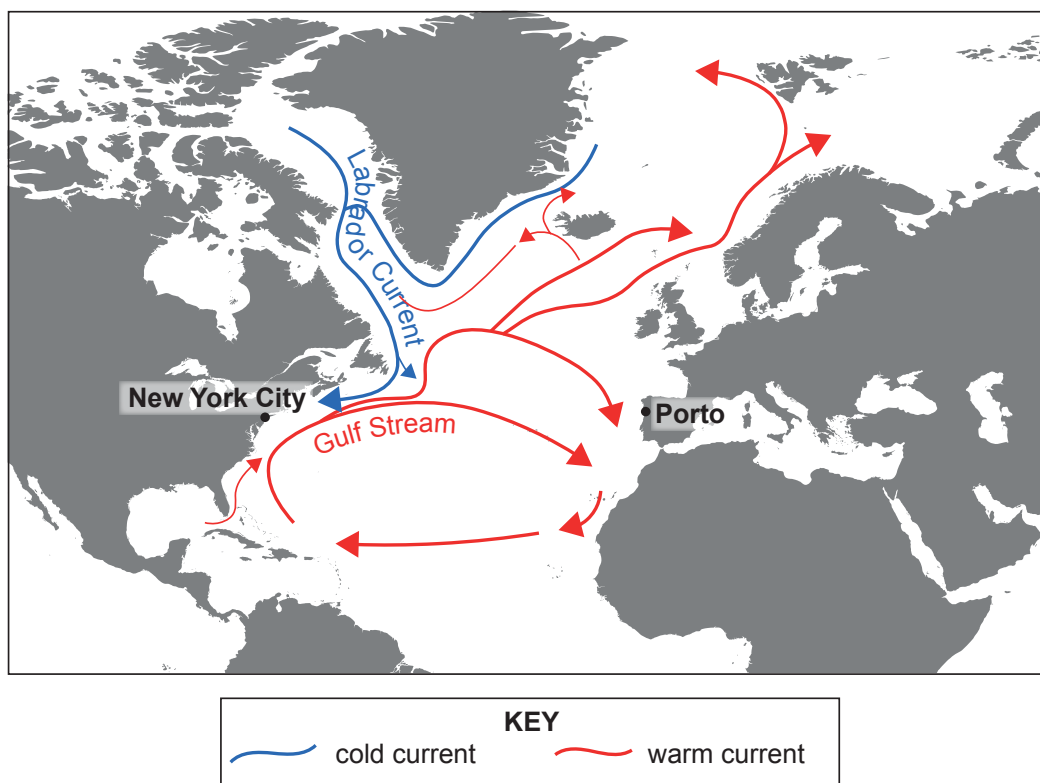 Labrador Current
New York City
Porto
Gulf Stream
KEY
cold current
warm current